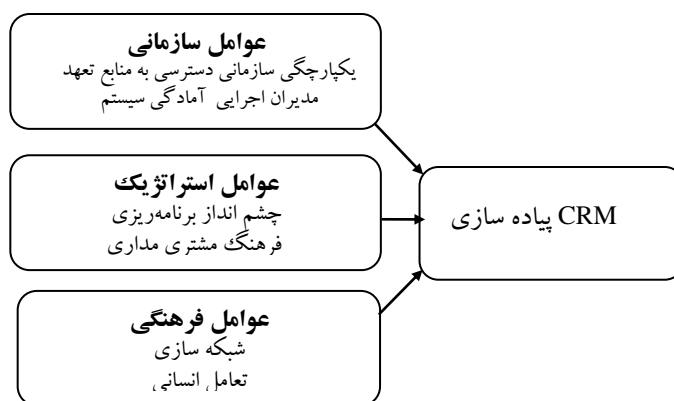 عوامل سازمانی
یکپارچگی سازمانی دسترسی به منابع تعهد
مدیران اجرایی آمادگی سیستم
عوامل استراتژیک
چشم انداز برنامه‌ریزی
فرهنگ مشتری مداری
عوامل فرهنگی
شبکه سازی
تعامل انسانی
پیاده سازی CRM